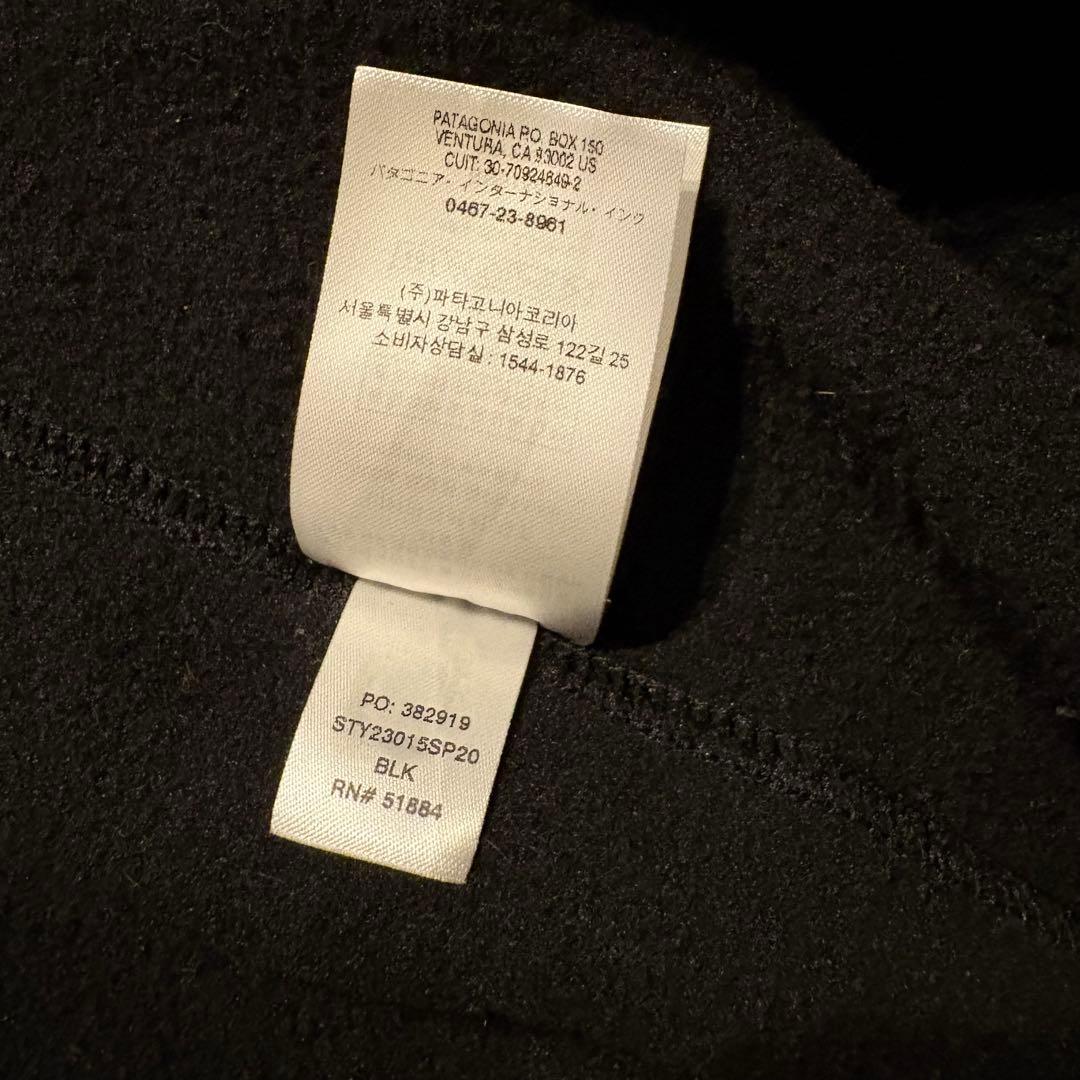 PATAGONIA P.O. BOX 150
VENTURA, CA 93002 US
CUIT: 30-70924649-2
パタゴニア・インターナショナル・インク
0467-23-8961
(주)파타고니아코리아
서울특별시 강남구 삼성로 122길 25
소비자상담실 : 1544-1876
PO: 382919
STY23015SP20
BLK
RN# 51884